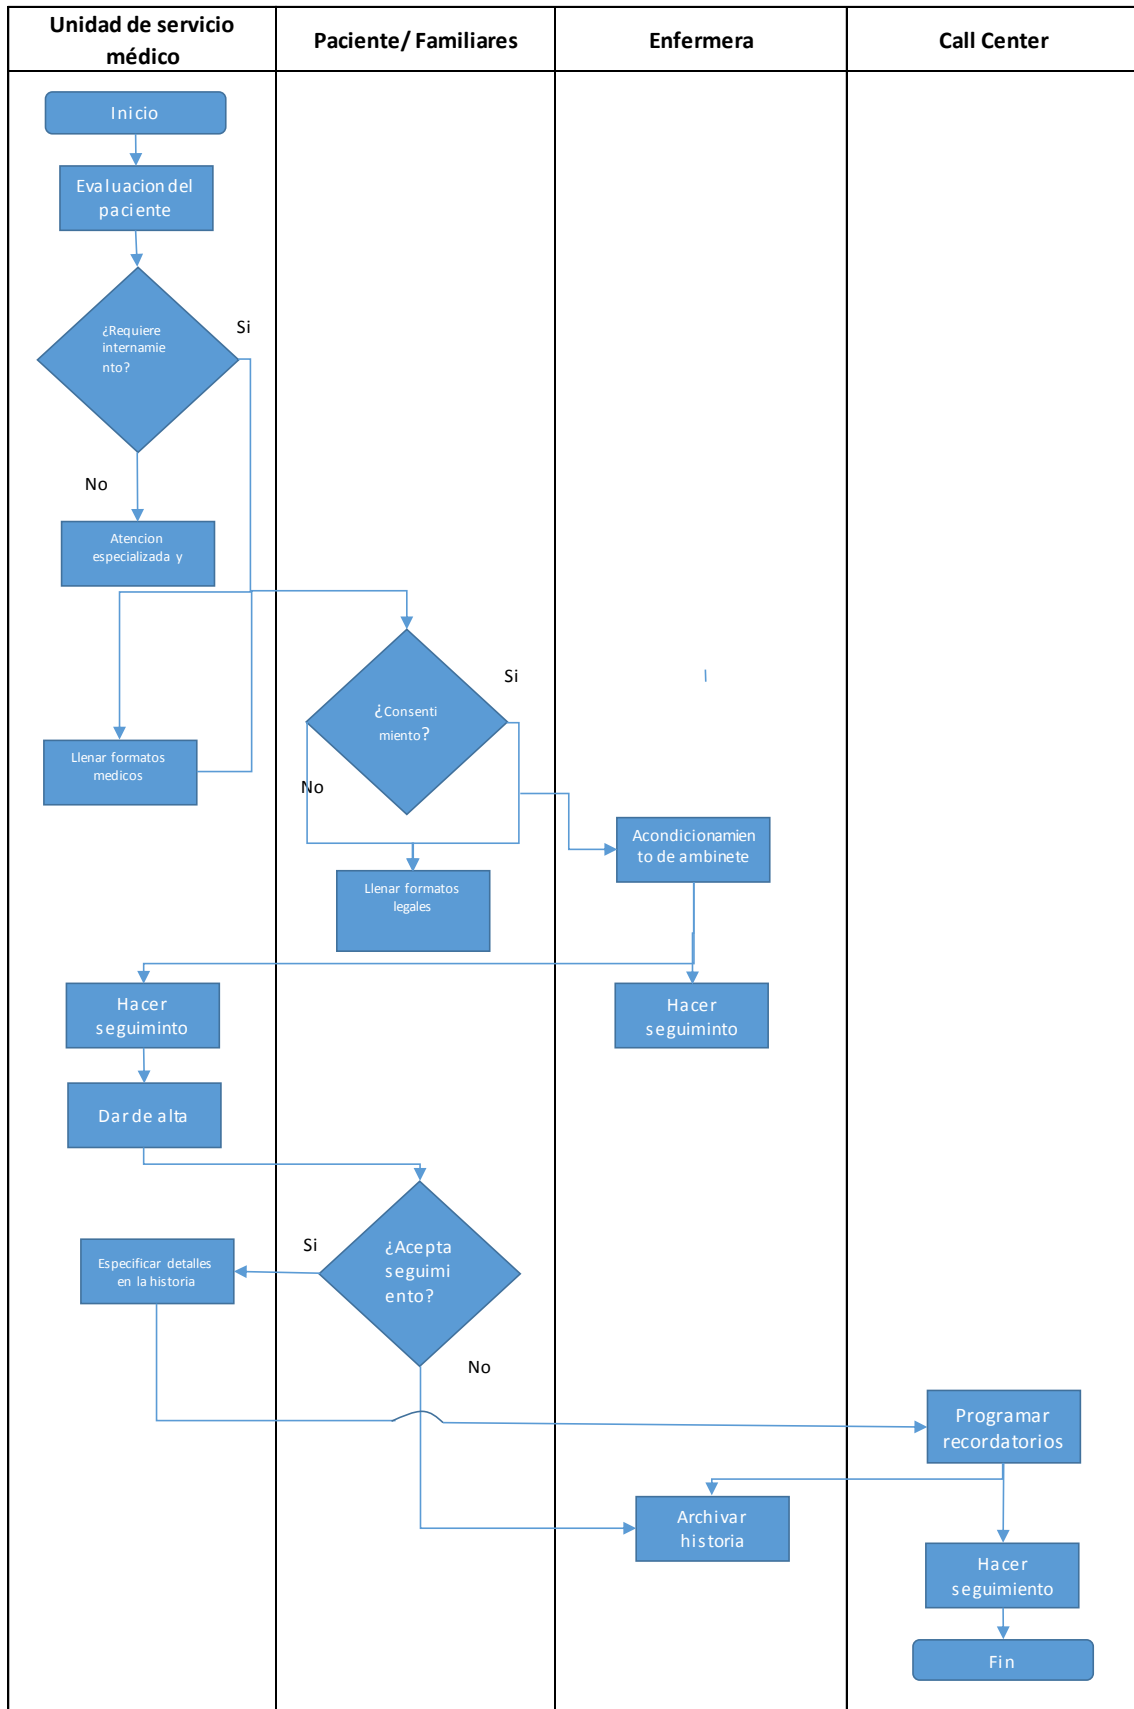 Unidad de servicio
médico
Paciente/ Familiares
Enfermera
Call Center
Inicio
Evaluacion del
paciente
¿Requiere
internamie
nto?
Si
No
Atencion
especializada y
¿Consenti
miento?
Si
No
Llenar formatos
medicos
Acondicionamien
to de ambinete
Llenar formatos
legales
Hacer
seguiminto
Hacer
seguiminto
Dar de alta
¿Acepta
seguimi
ento?
Si
No
Especificar detalles
en la historia
Programar
recordatorios
Archivar
historia
Hacer
seguimiento
Fin